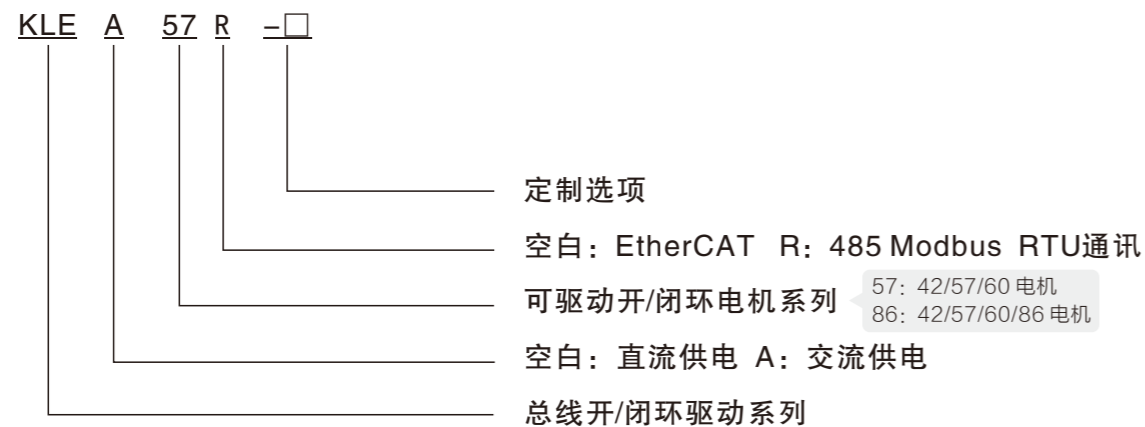 KLE A 57 R -□
定制选项
空白：EtherCAT R：485 Modbus RTU通讯
可驱动开/闭环电机系列
57：42/57/60 电机
86：42/57/60/86 电机
空白：直流供电 A：交流供电
总线开/闭环驱动系列